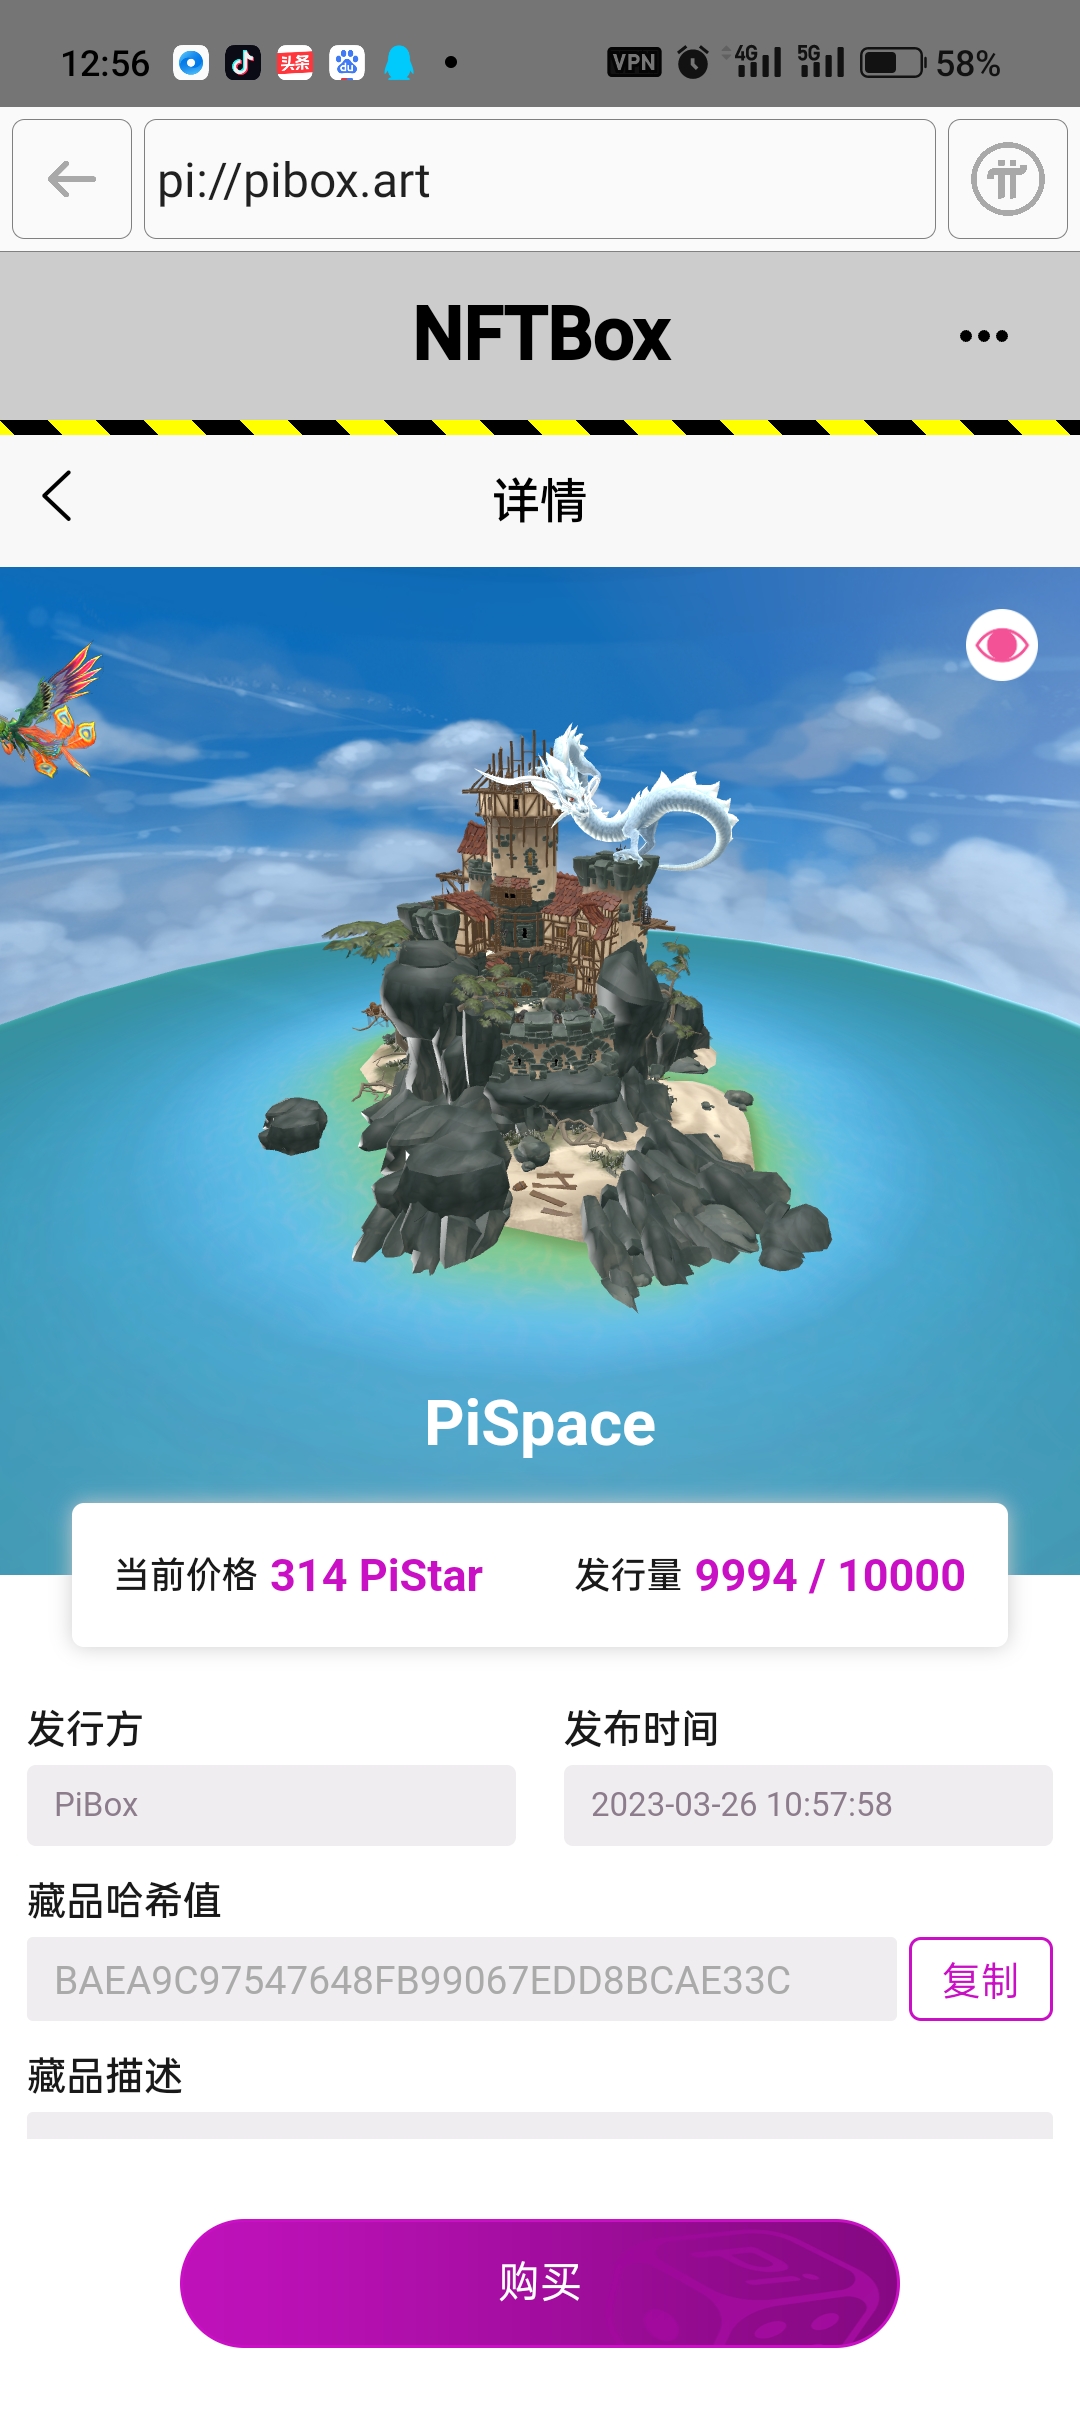 12:56 头条 du VPN 4G 5G 58%
pi://pibox.art
NFTBox
详情
PiSpace
当前价格 314 PiStar 发行量 9994 / 10000
发行方 发布时间
PiBox 2023-03-26 10:57:58
藏品哈希值
BAEA9C97547648FB99067EDD8BCAE33C 复制
藏品描述
购买